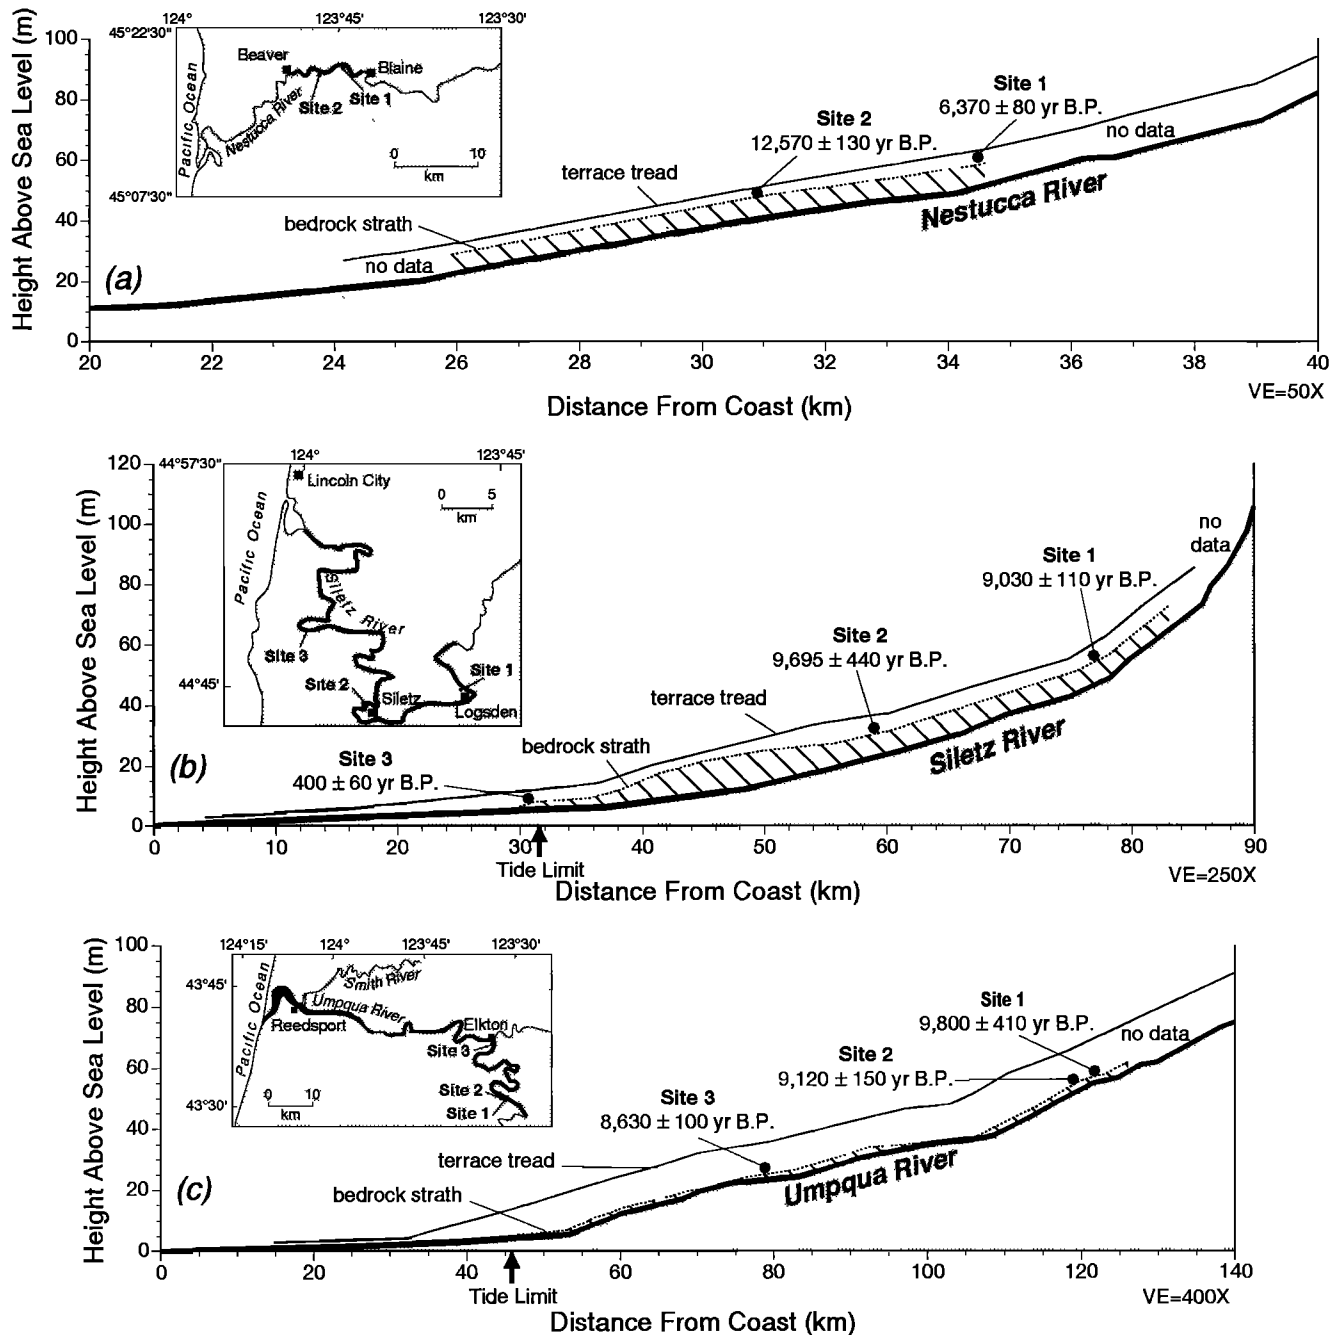 124°
123°45'
123°30'
45°22'30"
Beaver
Blaine
Site 2
Site 1
Nestucca River
Pacific Ocean
0
10
km
45°07'30"
Height Above Sea Level (m)
100
80
60
40
20
0
Site 1
6,370 ± 80 yr B.P.
Site 2
12,570 ± 130 yr B.P.
no data
terrace tread
bedrock strath
Nestucca River
no data
(a)
20
22
24
26
28
30
32
34
36
38
40
Distance From Coast (km)
VE=50X
44°57'30"
124°
123°45'
Lincoln City
0
5
km
Pacific Ocean
Siletz River
Site 3
Site 1
44°45'
Site 2
Siletz
Logsden
Height Above Sea Level (m)
120
100
80
60
40
20
0
no
data
Site 1
9,030 ± 110 yr B.P.
Site 2
9,695 ± 440 yr B.P.
terrace tread
bedrock strath
Siletz River
Site 3
400 ± 60 yr B.P.
(b)
0
10
20
30
40
50
60
70
80
90
Tide Limit
Distance From Coast (km)
VE=250X
124°15'
124°
123°45'
123°30'
43°45'
Smith River
Umpqua River
Pacific Ocean
Reedsport
Elkton
Site 3
0
10
km
Site 2
43°30'
Site 1
Height Above Sea Level (m)
100
80
60
40
20
0
Site 1
9,800 ± 410 yr B.P.
no data
Site 2
9,120 ± 150 yr B.P.
Site 3
8,630 ± 100 yr B.P.
terrace tread
bedrock strath
Umpqua River
(c)
0
20
40
60
80
100
120
140
Tide Limit
Distance From Coast (km)
VE=400X